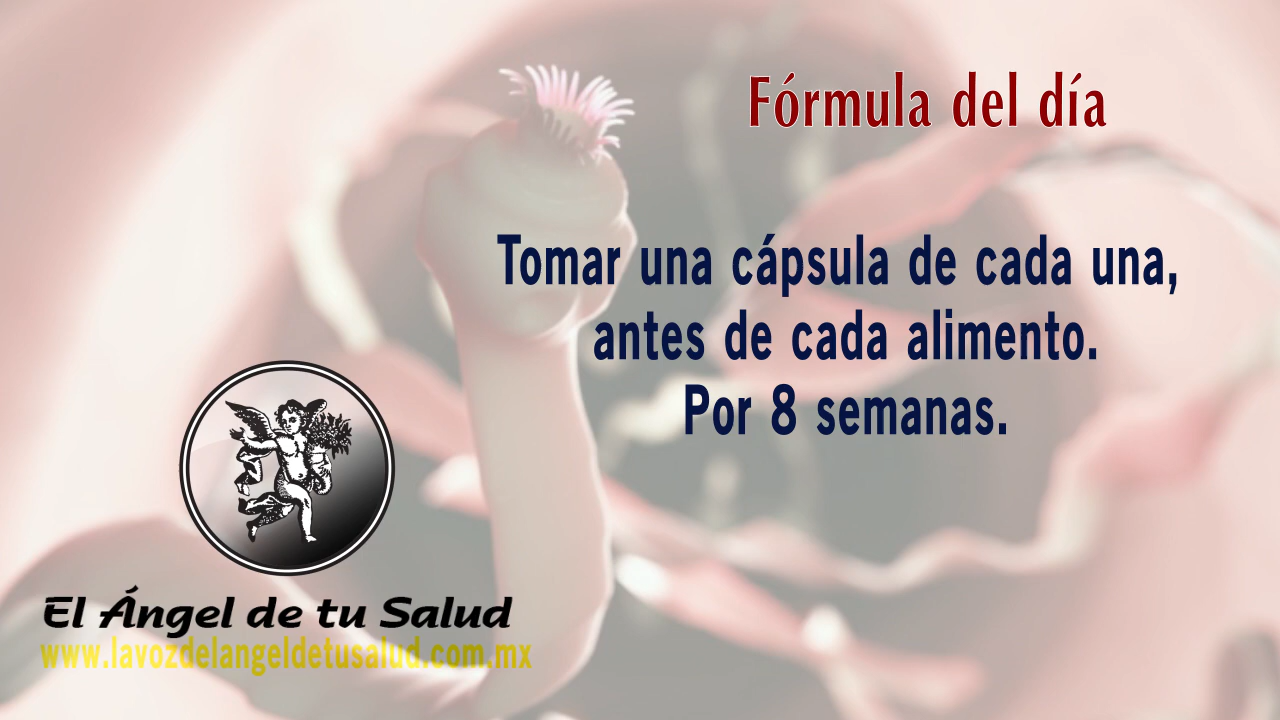 Fórmula del día
Tomar una cápsula de cada una,
antes de cada alimento.
Por 8 semanas.
El Ángel de tu Salud
www.lavozdelangeldetusalud.com.mx